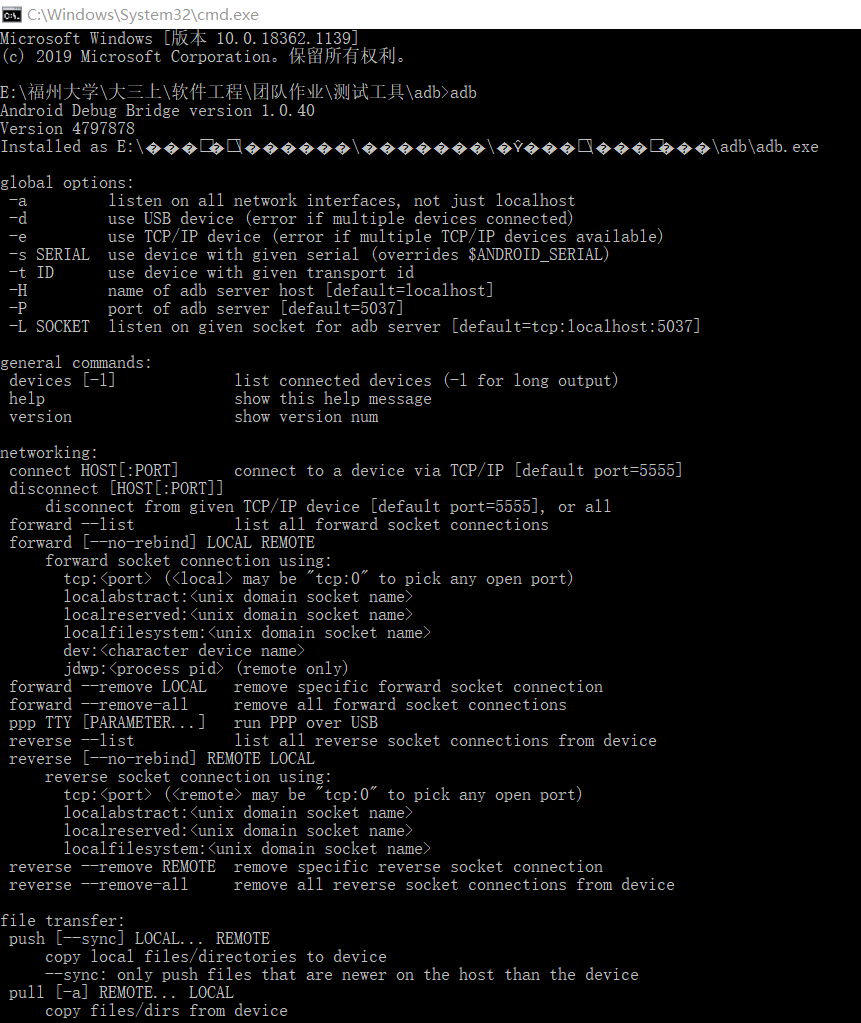 C:\Windows\System32\cmd.exe
Microsoft Windows [版本 10.0.18362.1139]
(c) 2019 Microsoft Corporation。保留所有权利。
E:\福州大学\大三上\软件工程\团队作业\测试工具\adb>adb
Android Debug Bridge version 1.0.40
Version 4797878
Installed as E:\���\������\�������\�Ÿ���\������\adb\adb.exe
global options:
 -a         listen on all network interfaces, not just localhost
 -d         use USB device (error if multiple devices connected)
 -e         use TCP/IP device (error if multiple TCP/IP devices available)
 -s SERIAL  use device with given serial (overrides $ANDROID_SERIAL)
 -t ID      use device with given transport id
 -H         name of adb server host [default=localhost]
 -P         port of adb server [default=5037]
 -L SOCKET  listen on given socket for adb server [default=tcp:localhost:5037]
general commands:
 devices [-l]             list connected devices (-l for long output)
 help                     show this help message
 version                  show version num
networking:
 connect HOST[:PORT]      connect to a device via TCP/IP [default port=5555]
 disconnect [HOST[:PORT]]
     disconnect from given TCP/IP device [default port=5555], or all
 forward --list           list all forward socket connections
 forward [--no-rebind] LOCAL REMOTE
     forward socket connection using:
       tcp:<port> (<local> may be "tcp:0" to pick any open port)
       localabstract:<unix domain socket name>
       localreserved:<unix domain socket name>
       localfilesystem:<unix domain socket name>
       dev:<character device name>
       jdwp:<process pid> (remote only)
 forward --remove LOCAL   remove specific forward socket connection
 forward --remove-all     remove all forward socket connections
 ppp TTY [PARAMETER...]   run PPP over USB
 reverse --list           list all reverse socket connections from device
 reverse [--no-rebind] REMOTE LOCAL
     reverse socket connection using:
       tcp:<port> (<remote> may be "tcp:0" to pick any open port)
       localabstract:<unix domain socket name>
       localreserved:<unix domain socket name>
       localfilesystem:<unix domain socket name>
 reverse --remove REMOTE  remove specific reverse socket connection
 reverse --remove-all     remove all reverse socket connections from device
file transfer:
 push [--sync] LOCAL... REMOTE
     copy local files/directories to device
     --sync: only push files that are newer on the host than the device
 pull [-a] REMOTE... LOCAL
     copy files/dirs from device